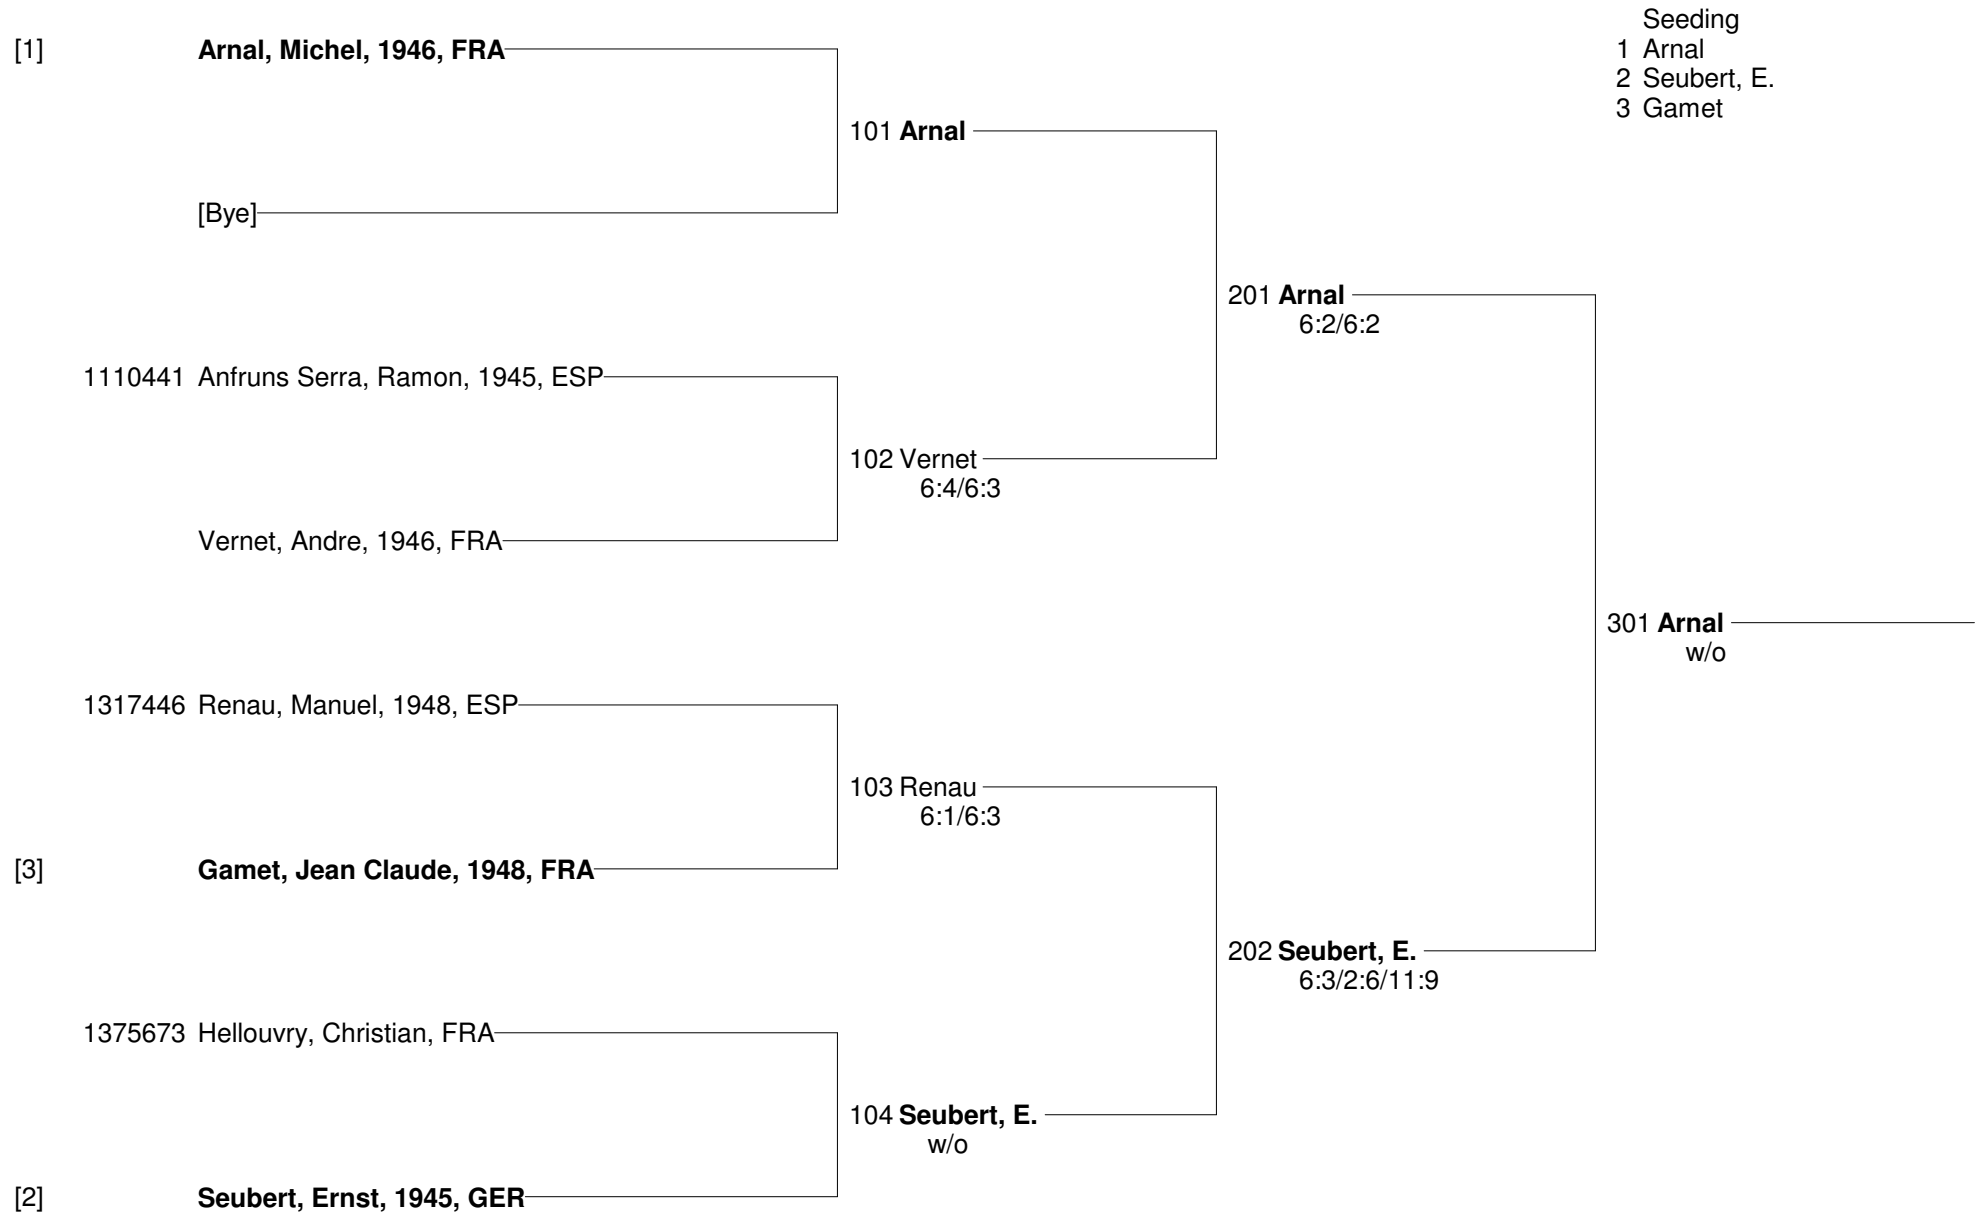 Seeding
1 Arnal
2 Seubert, E.
3 Gamet
[1] Arnal, Michel, 1946, FRA
101 Arnal
[Bye]
201 Arnal
6:2/6:2
1110441 Anfruns Serra, Ramon, 1945, ESP
102 Vernet
6:4/6:3
Vernet, Andre, 1946, FRA
301 Arnal
w/o
1317446 Renau, Manuel, 1948, ESP
103 Renau
6:1/6:3
[3] Gamet, Jean Claude, 1948, FRA
202 Seubert, E.
6:3/2:6/11:9
1375673 Hellouvry, Christian, FRA
104 Seubert, E.
w/o
[2] Seubert, Ernst, 1945, GER